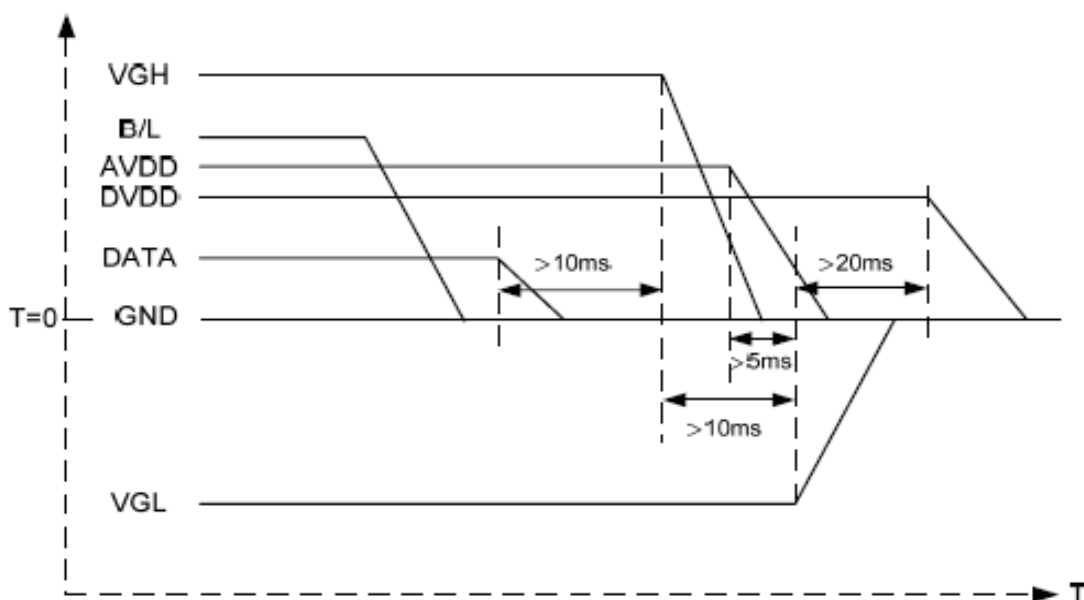 VGH
B/L
AVDD
DVDD
DATA
>10ms
>20ms
T=0
GND
>5ms
>10ms
VGL
T